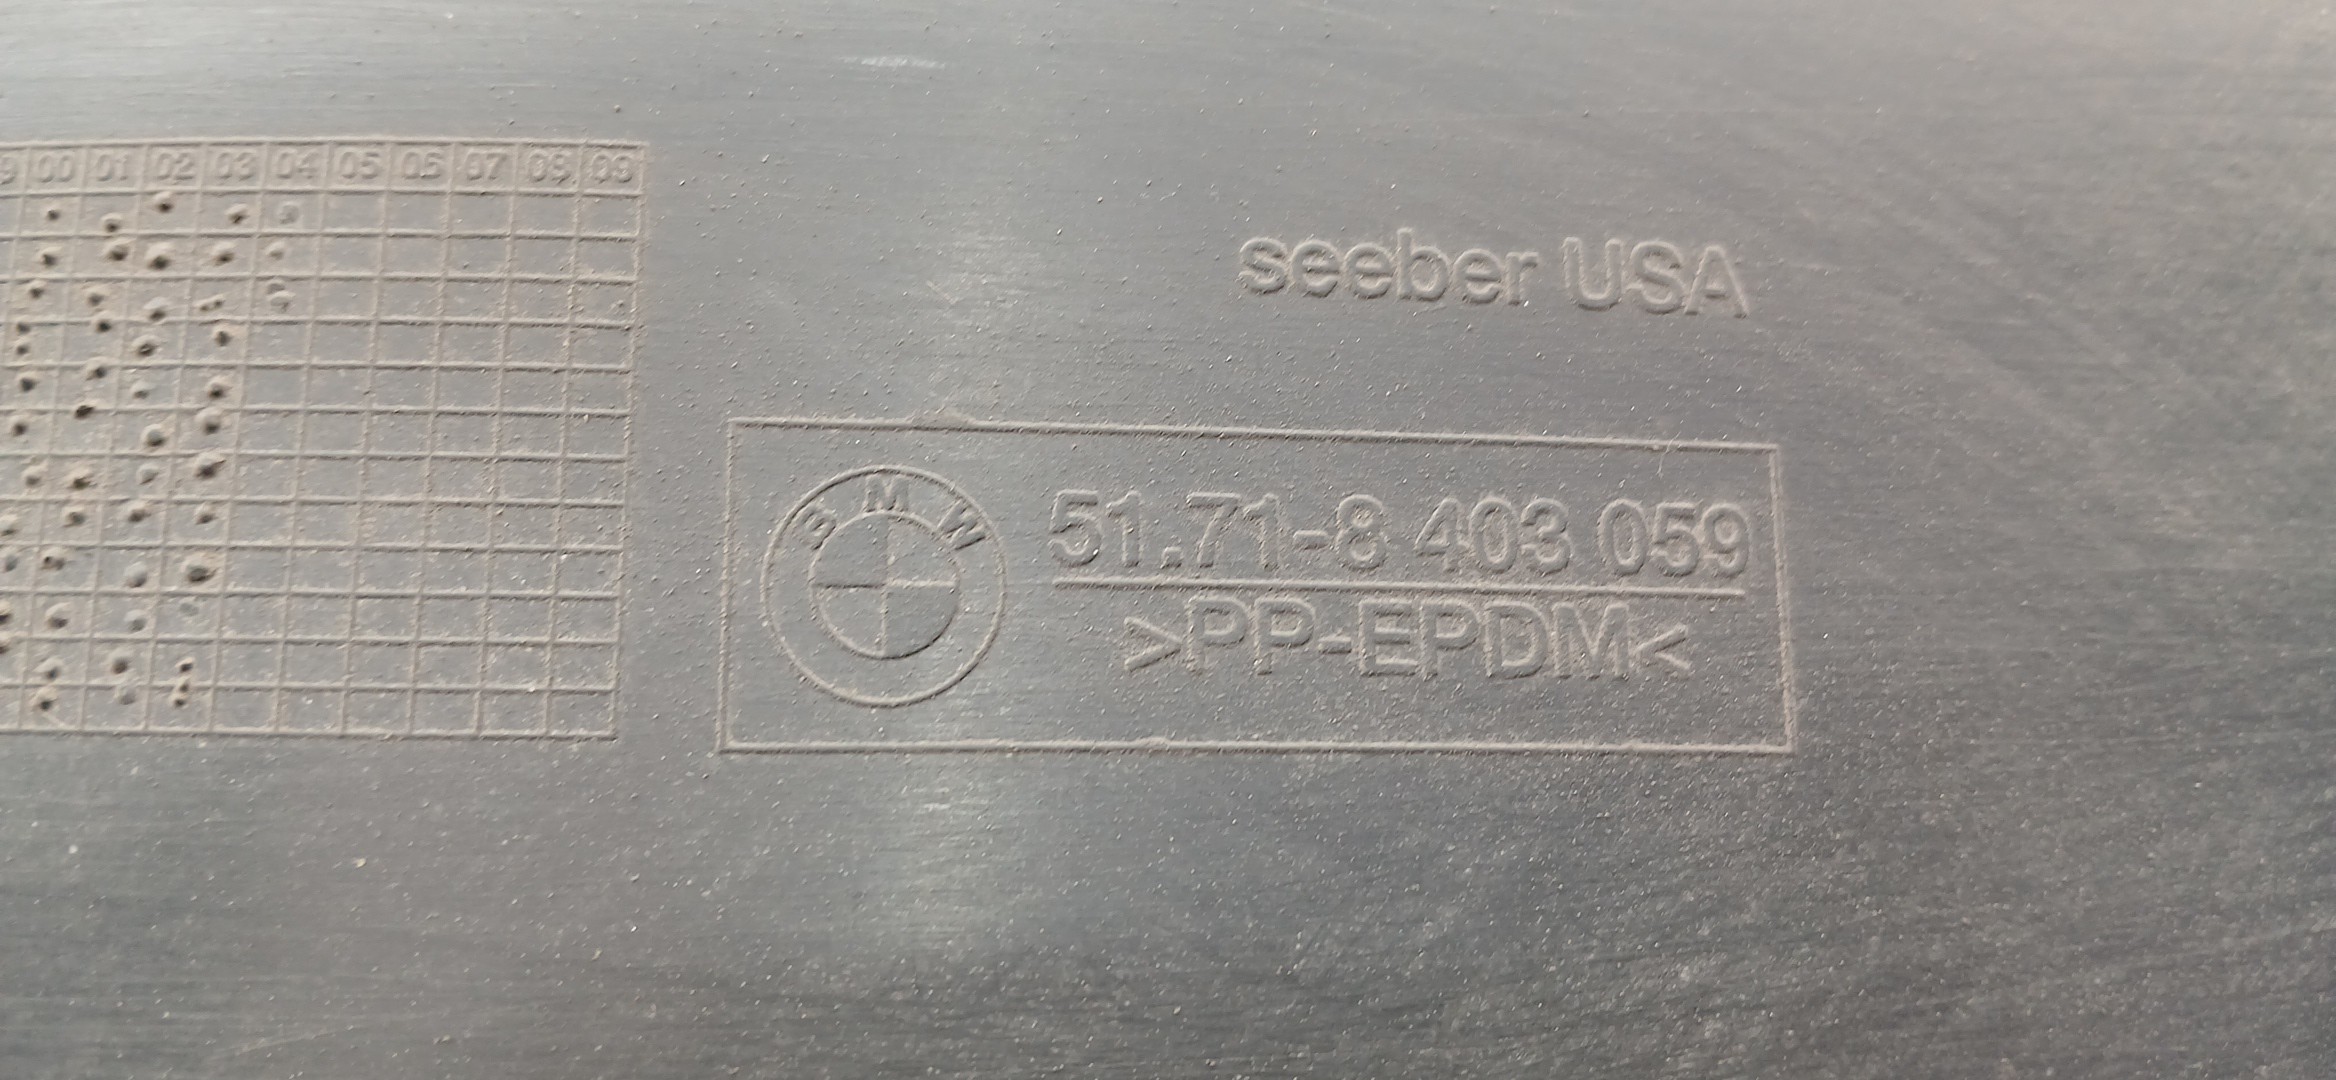 9 00 01 02 03 04 05 06 07 08 09
seeber USA
BMW
51.71-8 403 059
>PP-EPDM<